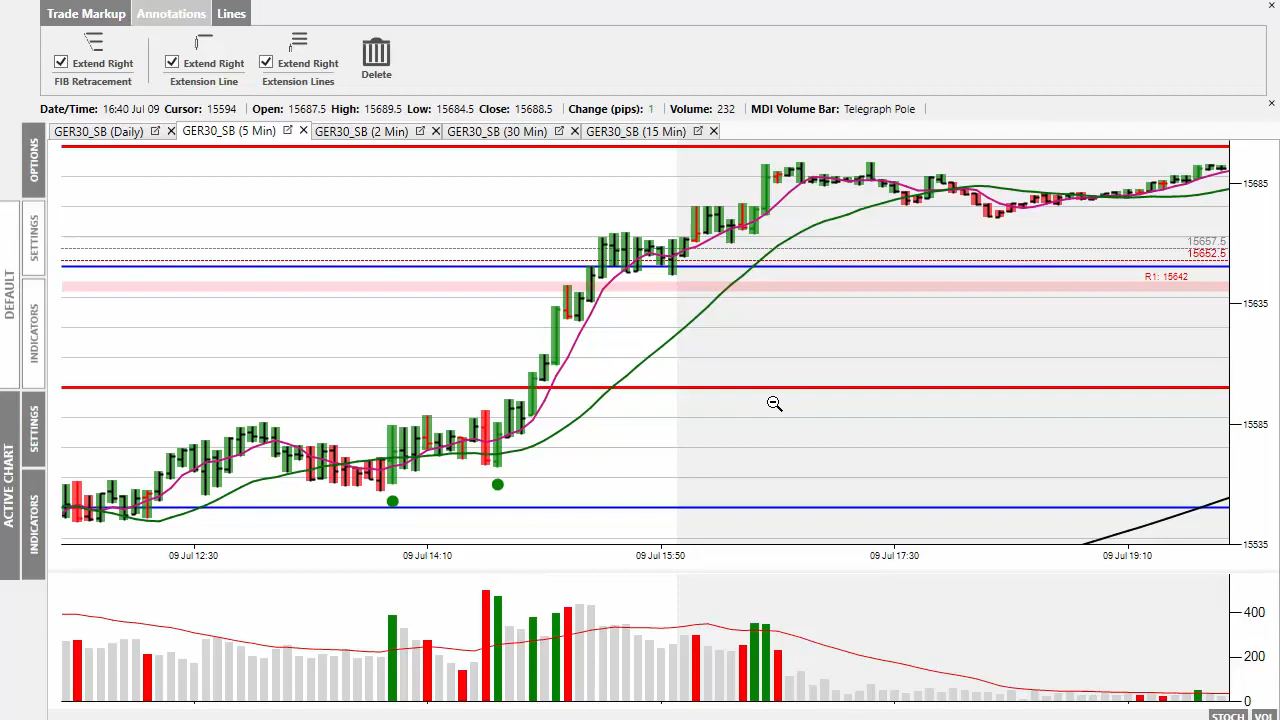 Trade Markup Annotations Lines
Extend Right
FIB Retracement
Extend Right
Extension Line
Extend Right
Extension Lines
Delete
Date/Time: 16:40 Jul 09 Cursor: 15594 Open: 15687.5 High: 15689.5 Low: 15684.5 Close: 15688.5 Change (pips): 1 Volume: 232 MDI Volume Bar: Telegraph Pole
GER30_SB (Daily) GER30_SB (5 Min) GER30_SB (2 Min) GER30_SB (30 Min) GER30_SB (15 Min)
OPTIONS
DEFAULT
SETTINGS
INDICATORS
ACTIVE CHART
SETTINGS
INDICATORS
15685
15657.5
15652.5
R1: 15642
15635
15585
15535
09 Jul 12:30 09 Jul 14:10 09 Jul 15:50 09 Jul 17:30 09 Jul 19:10
400
200
0
STOCH VOL